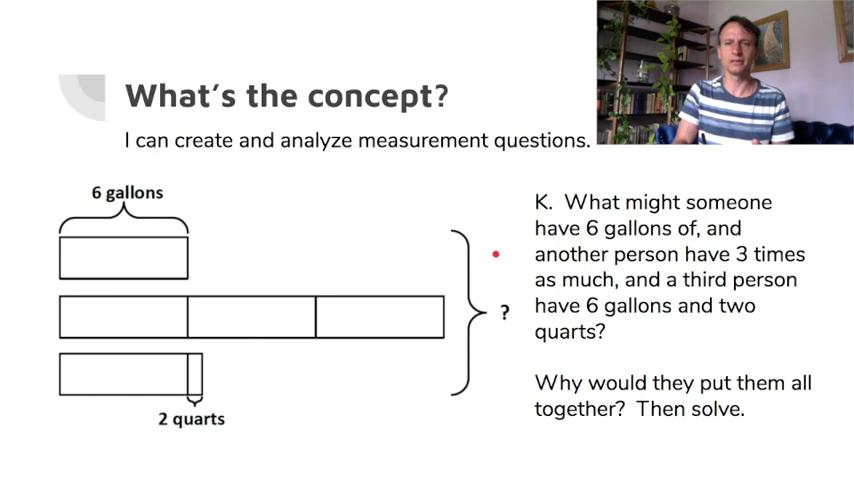 What's the concept?
I can create and analyze measurement questions.
6 gallons
?
2 quarts
K. What might someone
have 6 gallons of, and
another person have 3 times
as much, and a third person
have 6 gallons and two
quarts?
Why would they put them all
together? Then solve.